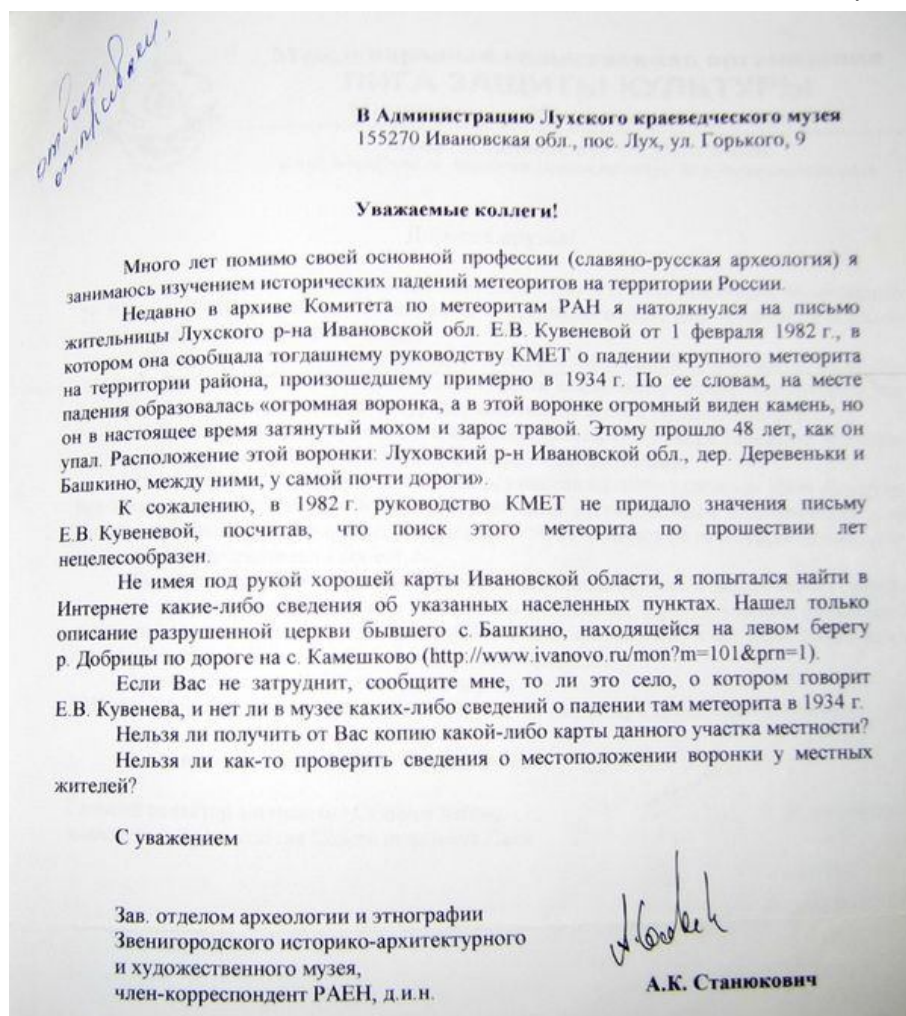 ответ
отправлен,
В Администрацию Лухского краеведческого музея
155270 Ивановская обл., пос. Лух, ул. Горького, 9
Уважаемые коллеги!
Много лет помимо своей основной профессии (славяно-русская археология) я
занимаюсь изучением исторических падений метеоритов на территории России.
Недавно в архиве Комитета по метеоритам РАН я натолкнулся на письмо
жительницы Лухского р-на Ивановской обл. Е.В. Кувеневой от 1 февраля 1982 г., в
котором она сообщала тогдашнему руководству КМЕТ о падении крупного метеорита
на территории района, произошедшему примерно в 1934 г. По ее словам, на месте
падения образовалась «огромная воронка, а в этой воронке огромный виден камень, но
он в настоящее время затянутый мохом и зарос травой. Этому прошло 48 лет, как он
упал. Расположение этой воронки: Луховский р-н Ивановской обл., дер. Деревеньки и
Башкино, между ними, у самой почти дороги».
К сожалению, в 1982 г. руководство КМЕТ не придало значения письму
Е.В. Кувеневой, посчитав, что поиск этого метеорита по прошествии лет
нецелесообразен.
Не имея под рукой хорошей карты Ивановской области, я попытался найти в
Интернете какие-либо сведения об указанных населенных пунктах. Нашел только
описание разрушенной церкви бывшего с. Башкино, находящейся на левом берегу
р. Добрицы по дороге на с. Камешково (http://www.ivanovo.ru/mon?m=101&prn=1).
Если Вас не затруднит, сообщите мне, то ли это село, о котором говорит
Е.В. Кувенева, и нет ли в музее каких-либо сведений о падении там метеорита в 1934 г.
Нельзя ли получить от Вас копию какой-либо карты данного участка местности?
Нельзя ли как-то проверить сведения о местоположении воронки у местных
жителей?
С уважением
Зав. отделом археологии и этнографии
Звенигородского историко-архитектурного
и художественного музея,
член-корреспондент РАЕН, д.и.н.
А.К. Станюкович